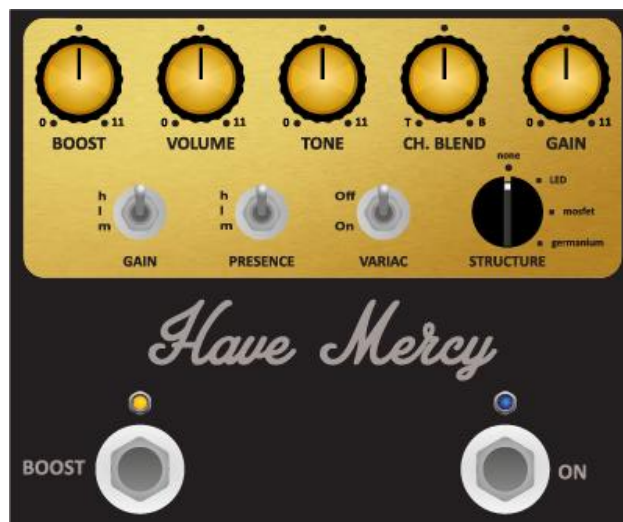 0 11 0 11 0 11 T B 0 11
BOOST VOLUME TONE CH. BLEND GAIN
none
h h Off LED
l l mosfet
m m On germanium
GAIN PRESENCE VARIAC STRUCTURE
Have Mercy
BOOST ON